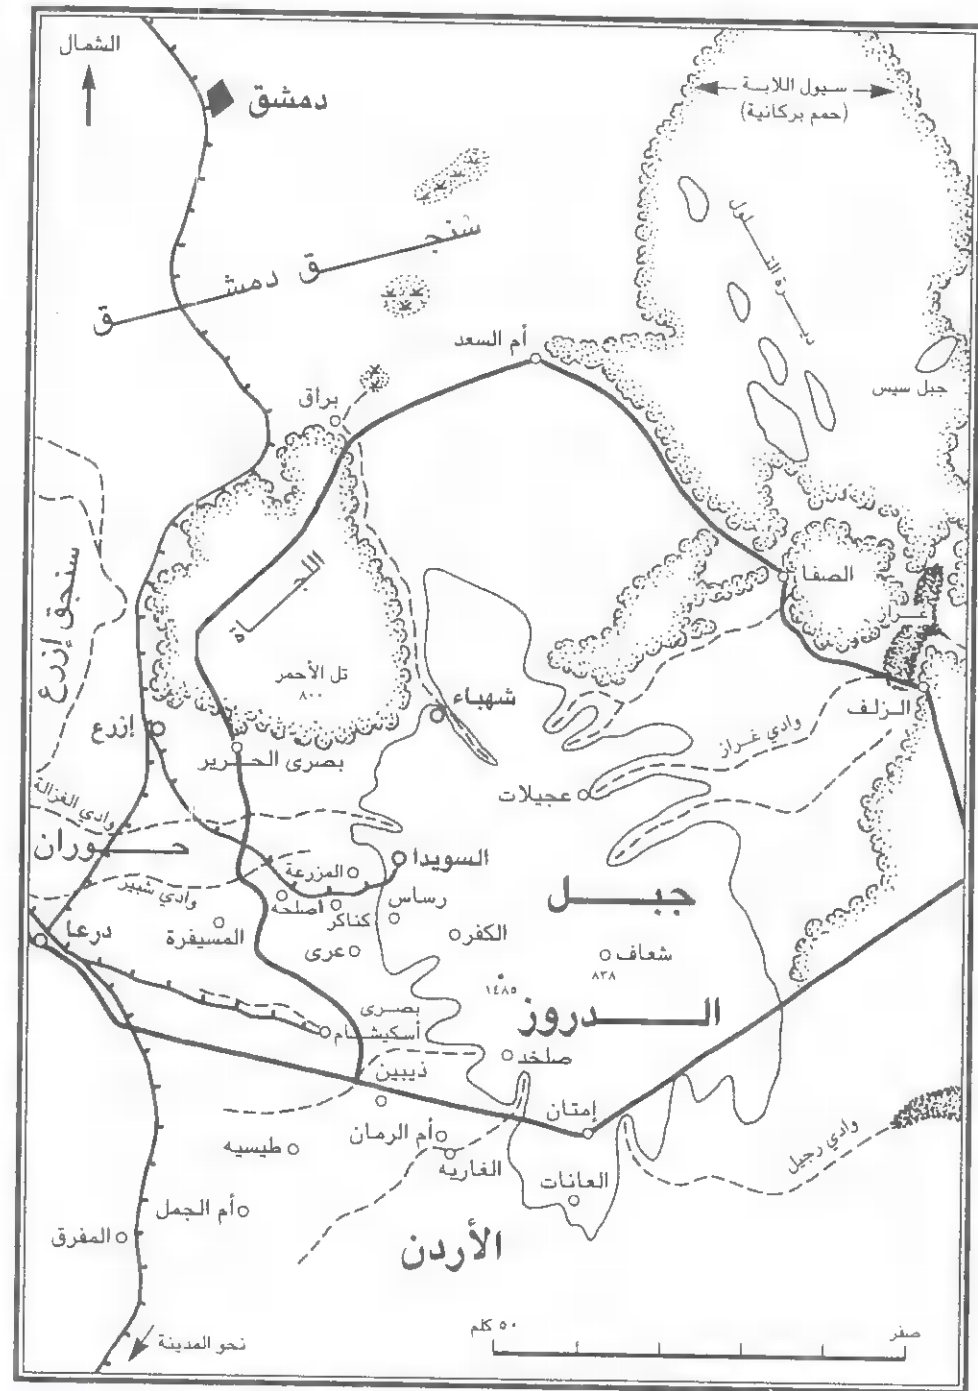 الشمال
دمشق
سيول اللابة
(حمم بركانية)
ديرة التلول
سنجق دمشق
أم السعد
جبل سيس
براق
اللجاة
الصفا
سنجق إزرع
تل الأحمر
٨٠٠
شهباء
الزلف
إزرع
وادي غراز
بصرى الحرير
عجيلات
وادي الغزالة
حوران
السويدا
المزرعة
جبل
وادي شبير
أصلحه
كناكر
رساس
درعا
المسيفرة
الكفر
عرى
شعاف
٨٣٨
١٤٨٥
الدروز
بصرى
أسكيشام
صلخد
ذيبين
إمتان
أم الرمان
طيسيه
وادي رجيل
الغاريه
العانات
أم الجمل
المفرق
الأردن
نحو المدينة
٥٠ كلم
صفر